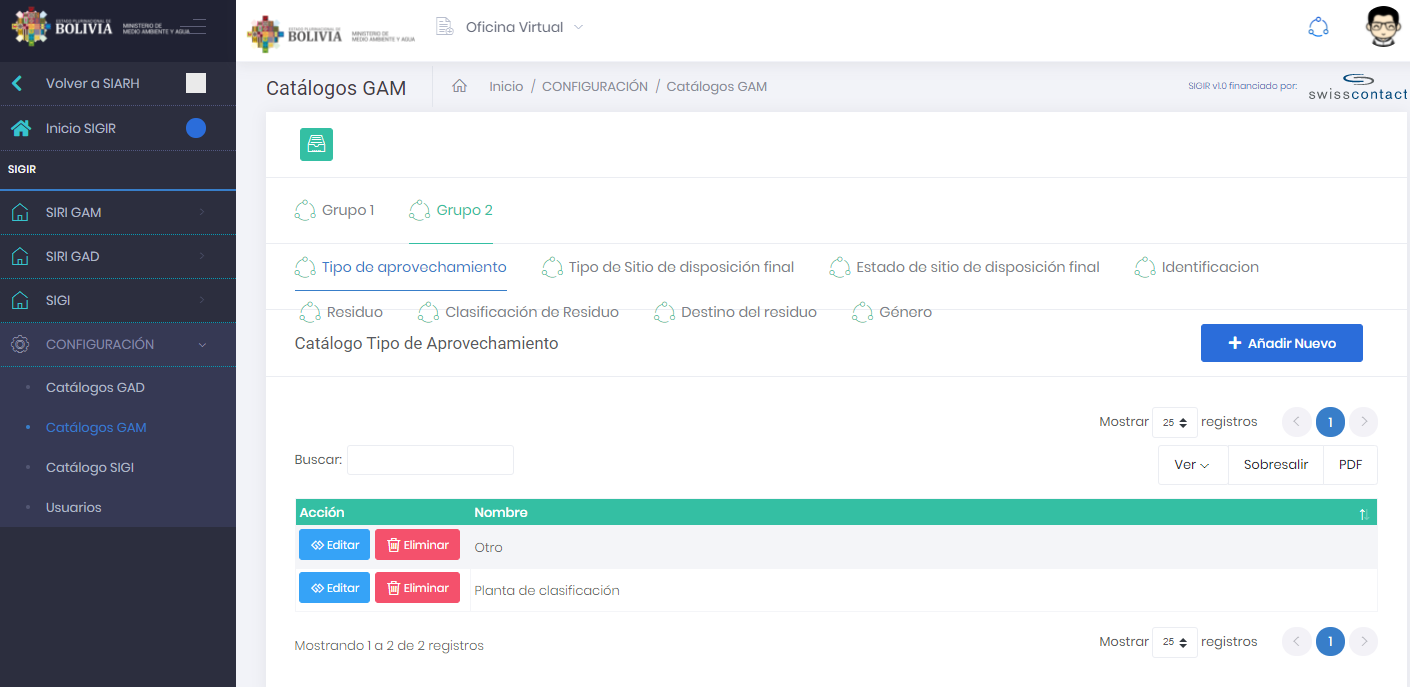 ESTADO PLURINACIONAL DE
BOLIVIA
MINISTERIO DE
MEDIO AMBIENTE Y AGUA
Volver a SIARH
Inicio SIGIR
SIGIR
SIRI GAM
SIRI GAD
SIGI
CONFIGURACIÓN
Catálogos GAD
Catálogos GAM
Catálogo SIGI
Usuarios
ESTADO PLURINACIONAL DE
BOLIVIA
MINISTERIO DE
MEDIO AMBIENTE Y AGUA
Oficina Virtual
Catálogos GAM
Inicio / CONFIGURACIÓN / Catálogos GAM
SIGIR v1.0 financiado por:
swisscontact
Grupo 1 Grupo 2
Tipo de aprovechamiento Tipo de Sitio de disposición final Estado de sitio de disposición final Identificacion
Residuo Clasificación de Residuo Destino del residuo Género
Catálogo Tipo de Aprovechamiento
Añadir Nuevo
Mostrar 25 registros 1
Buscar:
Ver Sobresalir PDF
Acción Nombre
Editar Eliminar Otro
Editar Eliminar Planta de clasificación
Mostrando 1 a 2 de 2 registros
Mostrar 25 registros 1